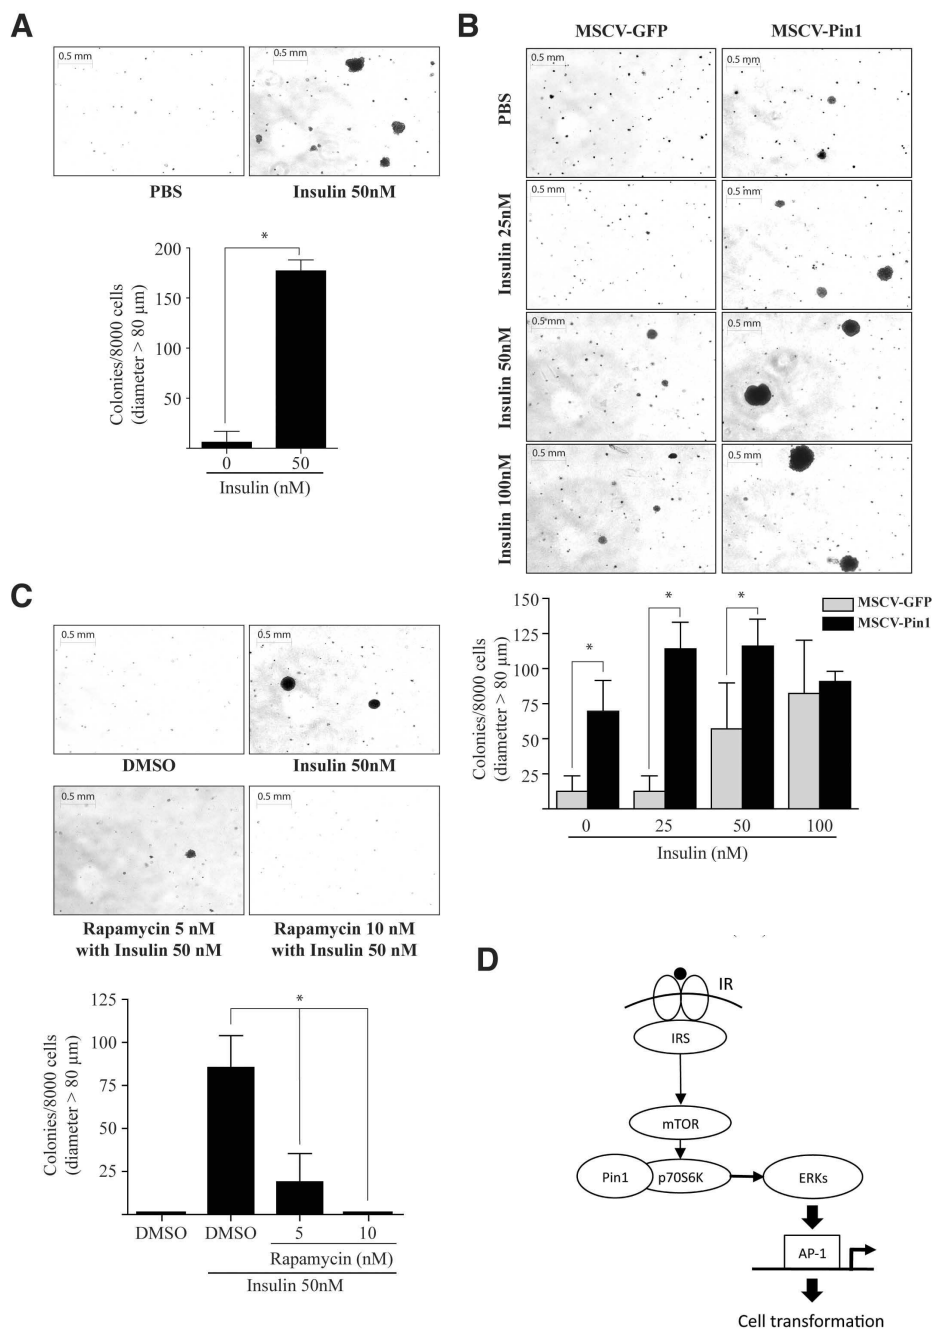 A
0.5 mm
0.5 mm
PBS
Insulin 50nM
Colonies/8000 cells
(diameter > 80 µm)
200
150
100
50
*
0
50
Insulin (nM)
B
MSCV-GFP
MSCV-Pin1
PBS
0.5 mm
0.5 mm
Insulin 25nM
0.5 mm
0.5 mm
Insulin 50nM
0.5 mm
0.5 mm
Insulin 100nM
0.5 mm
0.5 mm
Colonies/8000 cells
(diametter > 80 µm)
150
125
100
75
50
25
*
*
*
MSCV-GFP
MSCV-Pin1
0
25
50
100
Insulin (nM)
C
0.5 mm
0.5 mm
DMSO
Insulin 50nM
0.5 mm
0.5 mm
Rapamycin 5 nM
with Insulin 50 nM
Rapamycin 10 nM
with Insulin 50 nM
Colonies/8000 cells
(diameter > 80 µm)
125
100
75
50
25
*
DMSO
DMSO
5
10
Rapamycin (nM)
Insulin 50nM
D
IR
IRS
mTOR
Pin1
p70S6K
ERKs
AP-1
Cell transformation